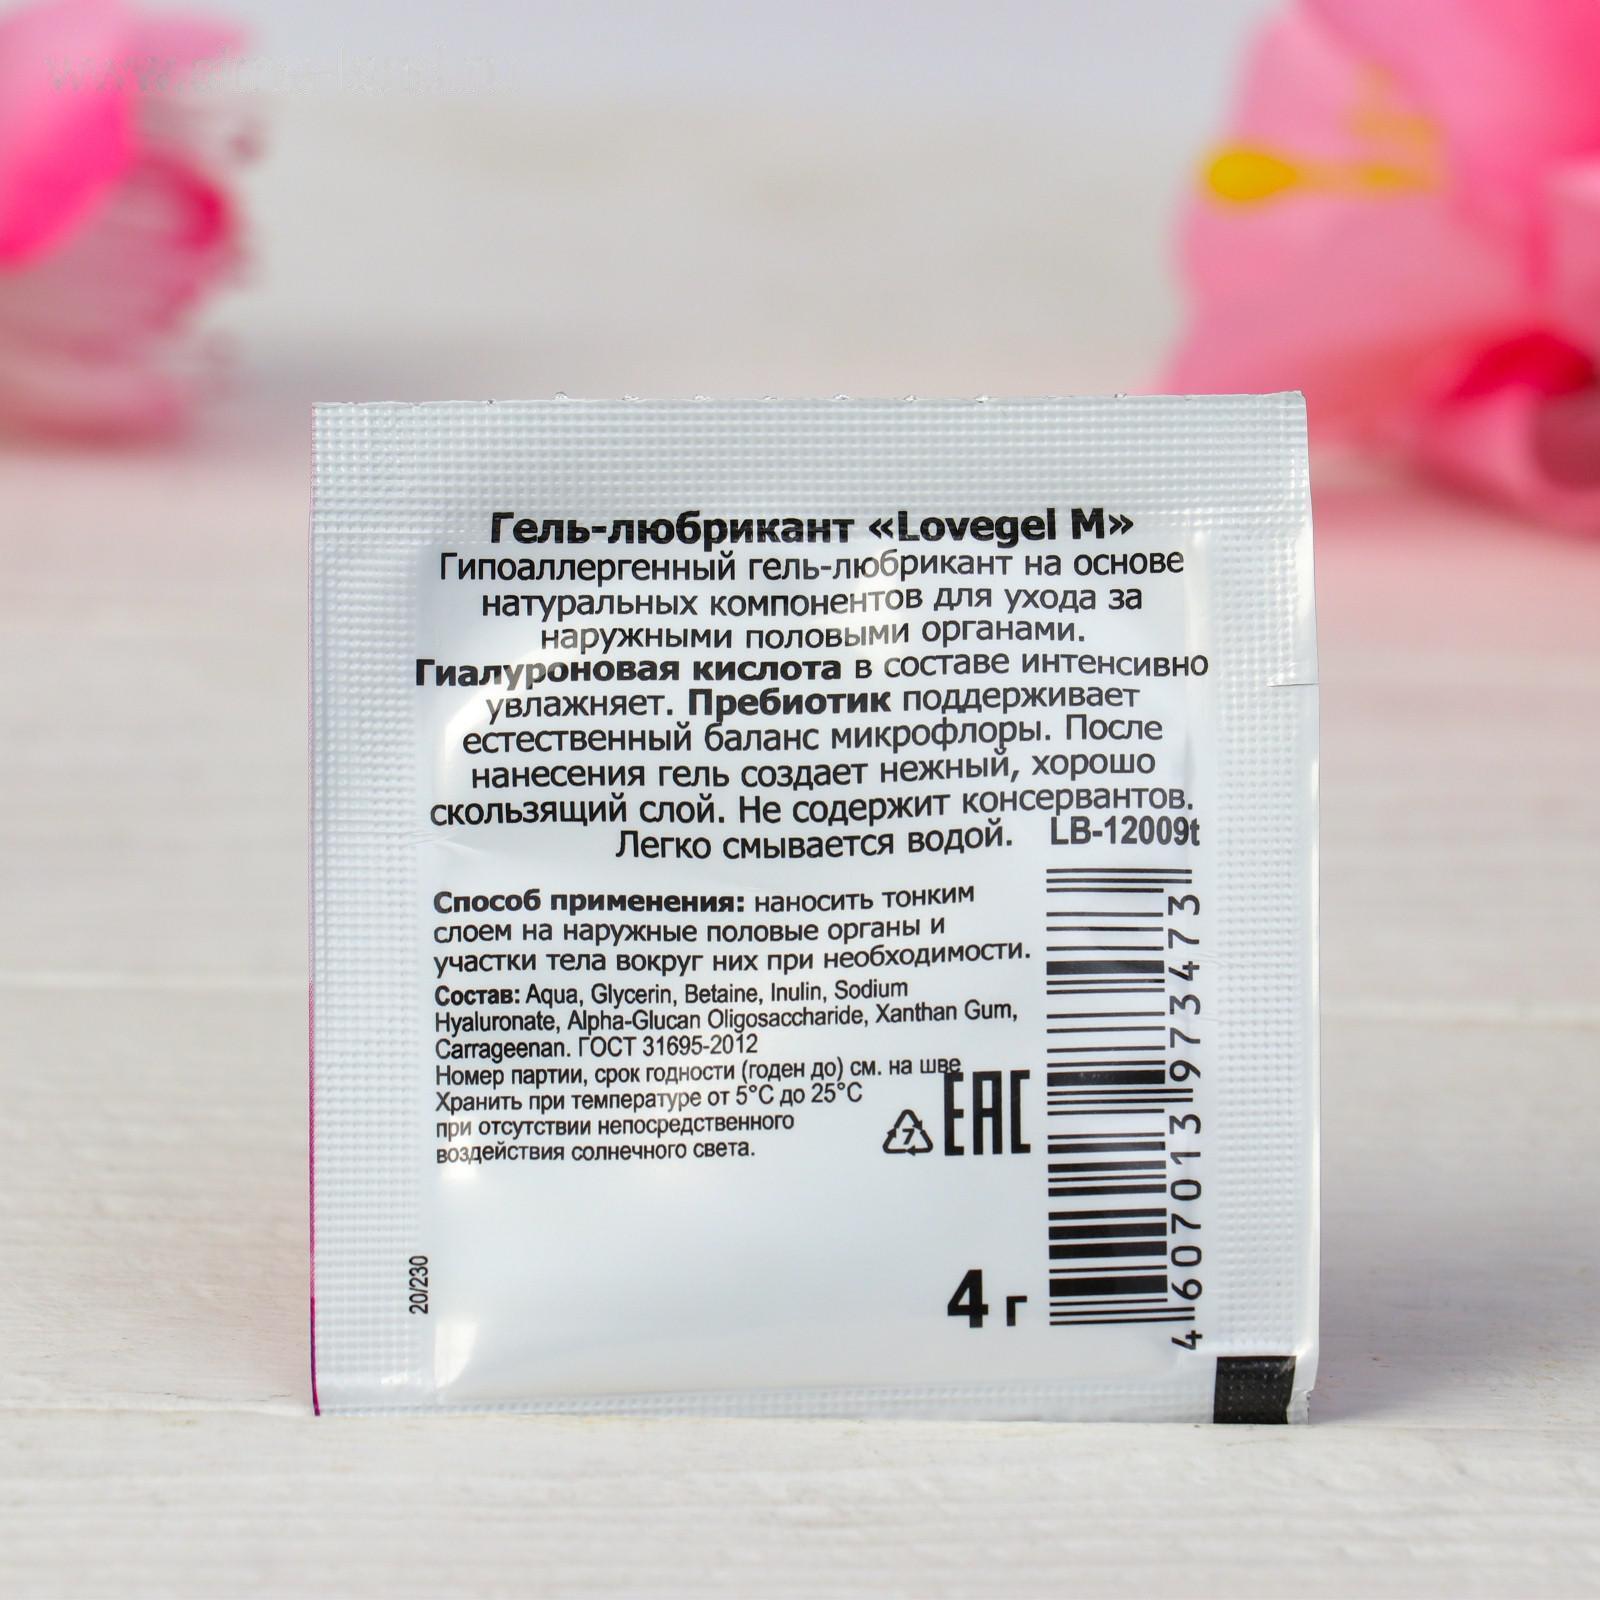 Гель-любрикант «Lovegel M»
Гипоаллергенный гель-любрикант на основе
натуральных компонентов для ухода за
наружными половыми органами.
Гиалуроновая кислота в составе интенсивно
увлажняет. Пребиотик поддерживает
естественный баланс микрофлоры. После
нанесения гель создает нежный, хорошо
скользящий слой. Не содержит консервантов.
Легко смывается водой.
LB-12009t
Способ применения: наносить тонким
слоем на наружные половые органы и
участки тела вокруг них при необходимости.
Состав: Aqua, Glycerin, Betaine, Inulin, Sodium
Hyaluronate, Alpha-Glucan Oligosaccharide, Xanthan Gum,
Carrageenan. ГОСТ 31695-2012
Номер партии, срок годности (годен до) см. на шве
Хранить при температуре от 5°C до 25°C
при отсутствии непосредственного
воздействия солнечного света.
7
EAC
4 607013 973473
20/230
4 г